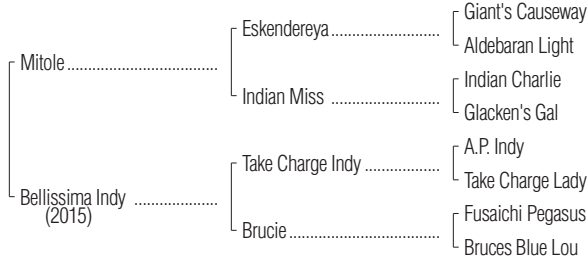 Giant's Causeway
Eskendereya
Aldebaran Light
Mitole
Indian Charlie
Indian Miss
Glacken's Gal
A.P. Indy
Take Charge Indy
Take Charge Lady
Bellissima Indy
(2015)
Fusaichi Pegasus
Brucie
Bruces Blue Lou